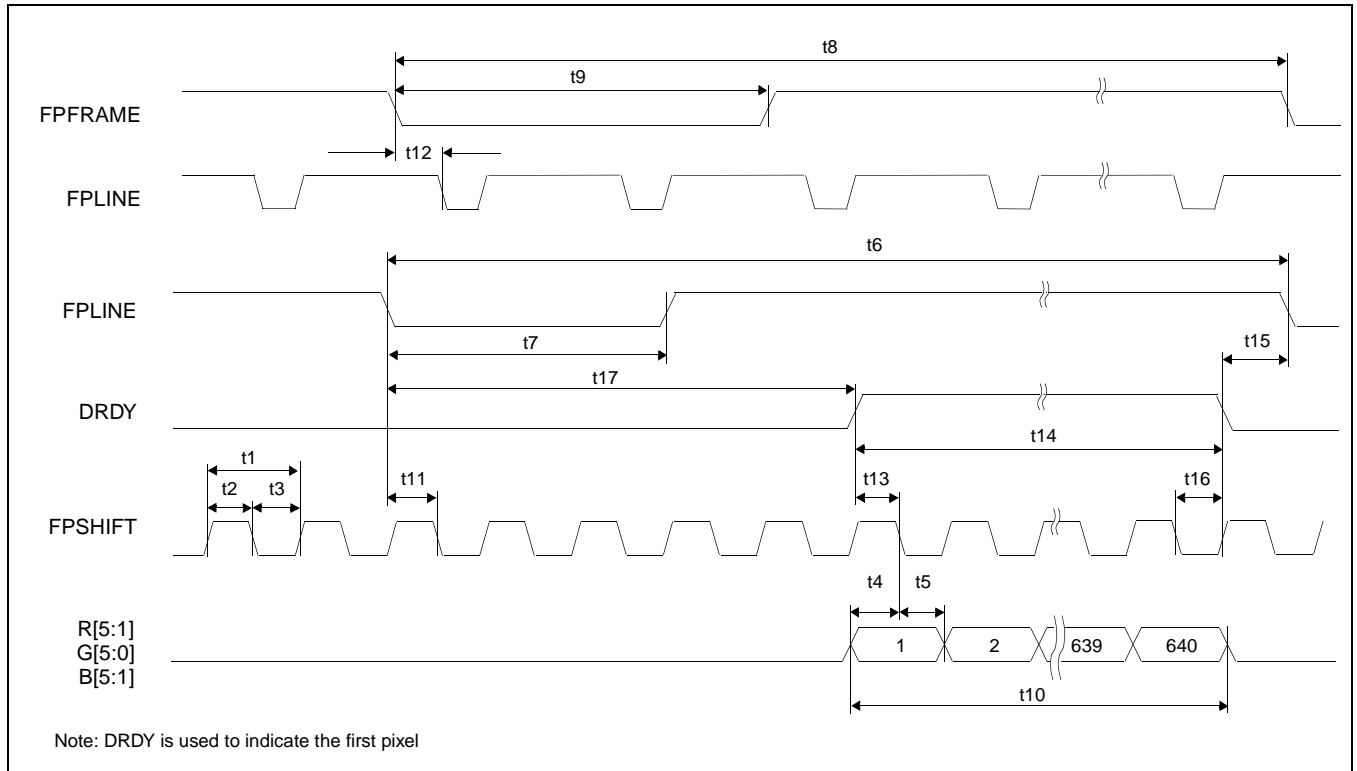 t8
t9
FPFRAME
t12
FPLINE
t6
FPLINE
t7
t15
t17
DRDY
t14
t1
t11
t13
t16
t2 t3
FPSHIFT
t4 t5
R[5:1]
G[5:0]
B[5:1]
1 2 639 640
t10
Note: DRDY is used to indicate the first pixel